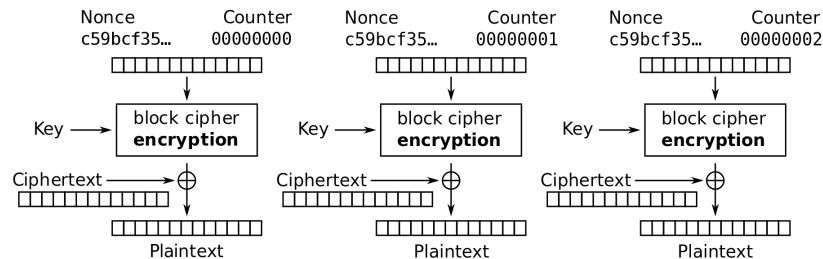 Nonce Counter Nonce Counter Nonce Counter
c59bcf35… 00000000 c59bcf35… 00000001 c59bcf35… 00000002
block cipher block cipher block cipher
Key encryption Key encryption Key encryption
Ciphertext Ciphertext Ciphertext
Plaintext Plaintext Plaintext